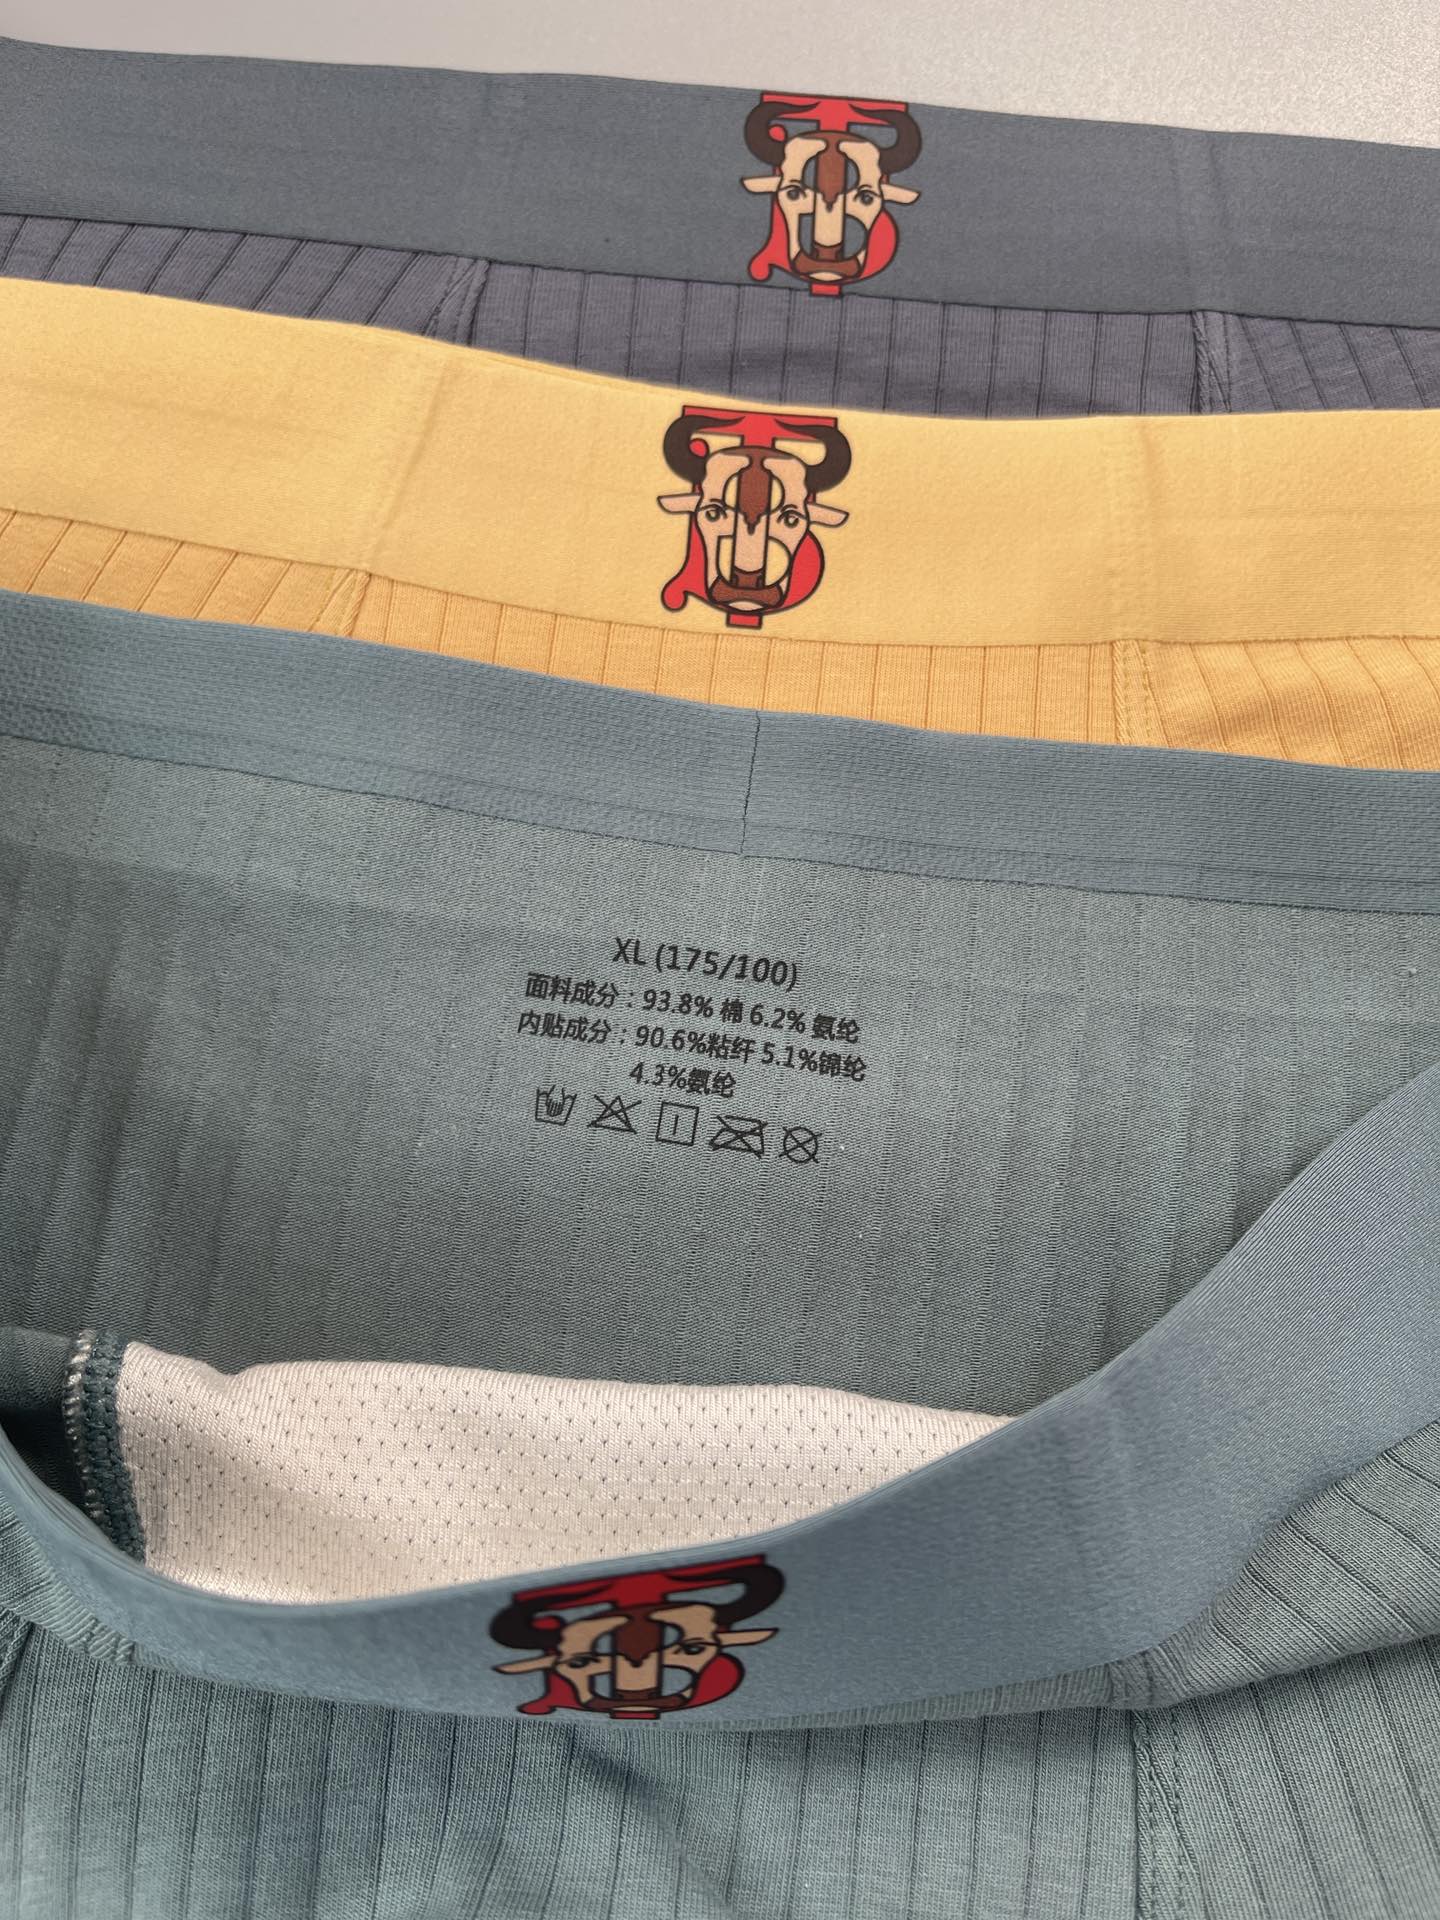 XL (175/100)
面料成分：93.8% 棉 6.2% 氨纶
内贴成分：90.6%粘纤 5.1%锦纶
4.3%氨纶